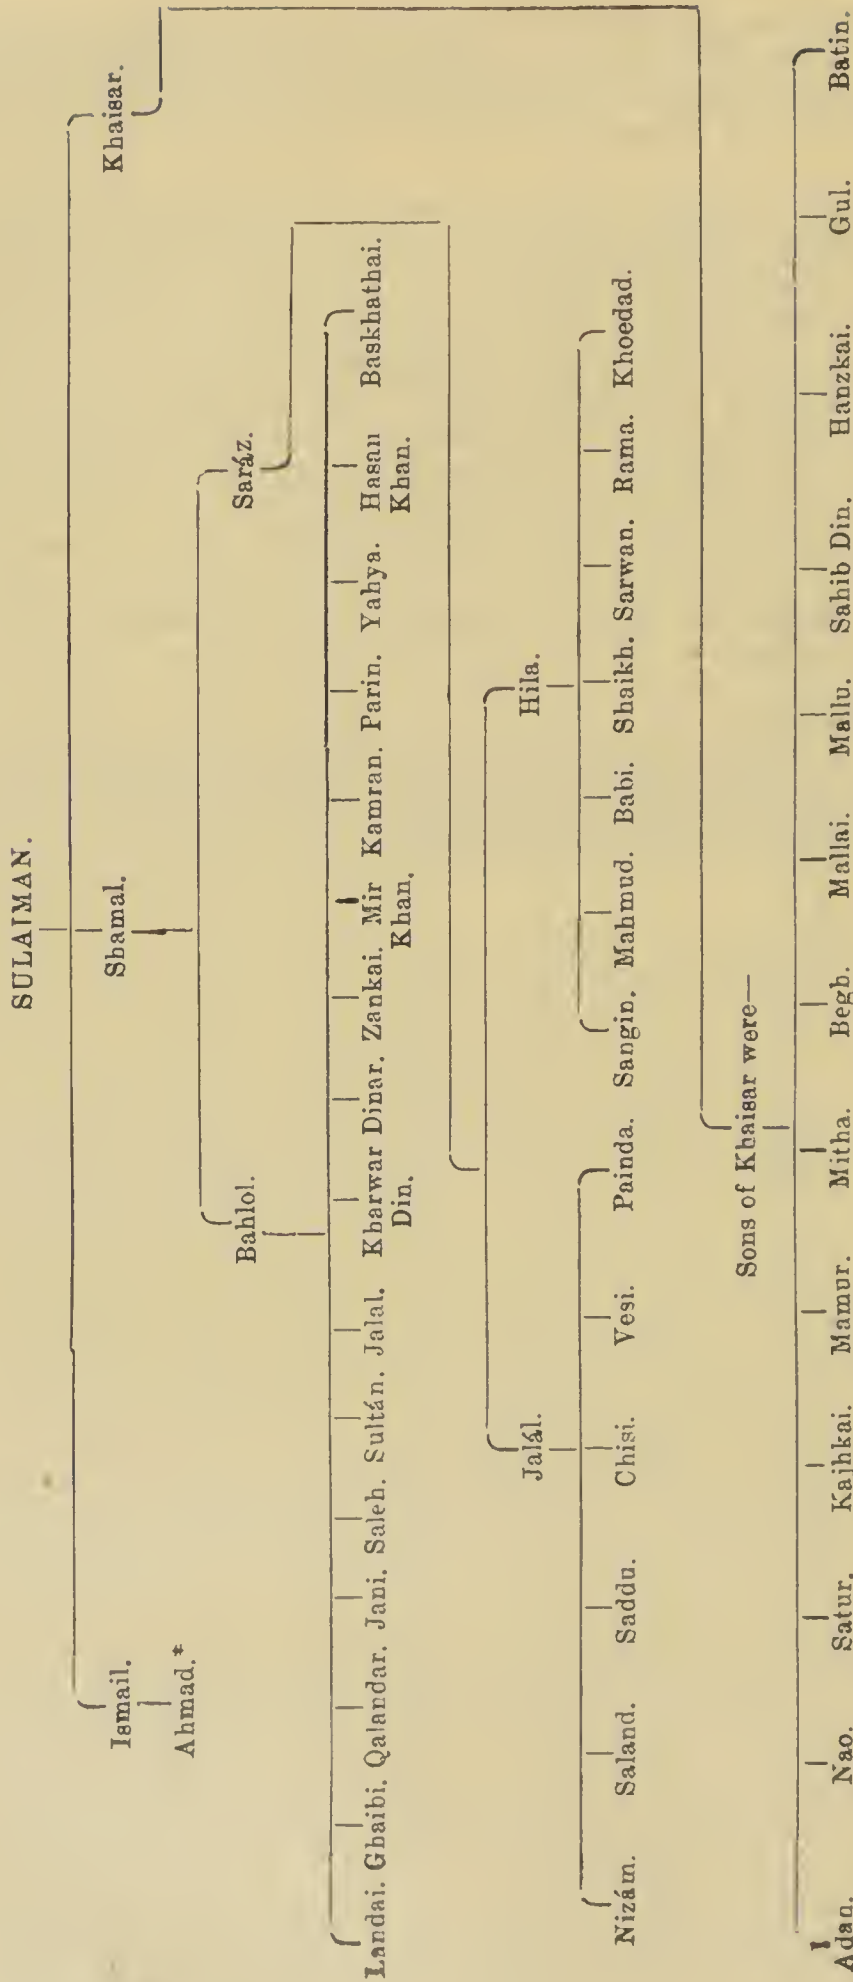 SULAIMAN.
Ismail. Shamal. Khaisar.
Ahmad.*
Bahlol. Saráz.
Landai. Ghaibi. Qalandar. Jani. Saleh. Sultán. Jalal. Kharwar Dinar. Zankai. Mir Kamran. Parin. Yahya. Hasan Baskhathai.
Din. Khan. Khan.
Jalál. Hila.
Nizám. Saland. Saddu. Chisi. Vesi. Painda. Sangin. Mahmud. Babi. Shaikh. Sarwan. Rama. Khoedad.
Sons of Khaisar were—
Adan. Nao. Satur. Kajhkai. Mamur. Mitha. Begh. Mallai. Mallu. Sahib Din. Hanzkai. Gul. Batin.